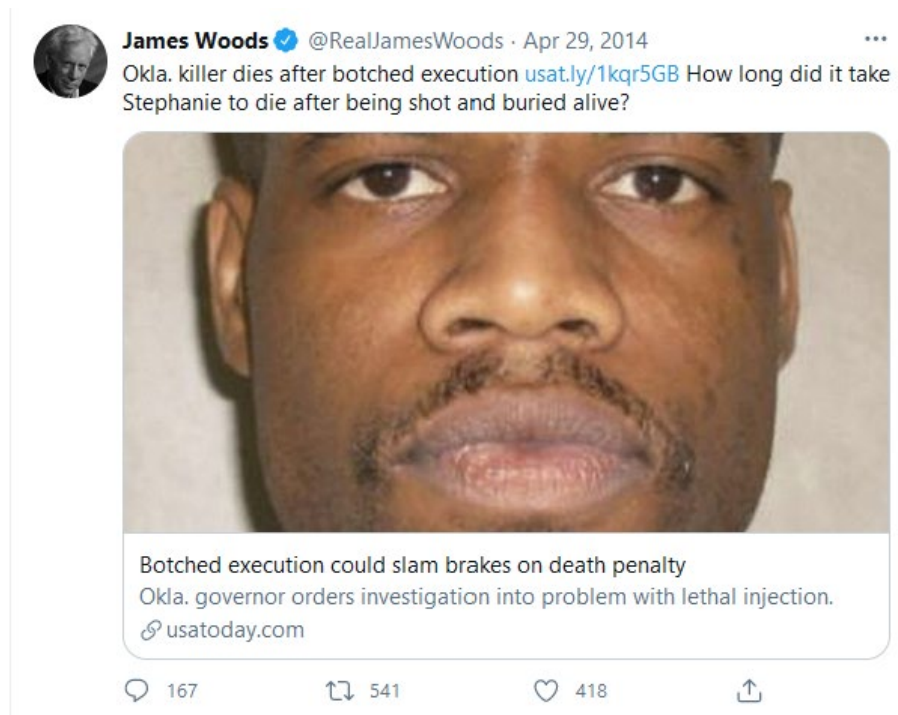 James Woods @RealJamesWoods · Apr 29, 2014
Okla. killer dies after botched execution usat.ly/1kqr5GB How long did it take
Stephanie to die after being shot and buried alive?
Botched execution could slam brakes on death penalty
Okla. governor orders investigation into problem with lethal injection.
usatoday.com
167 541 418